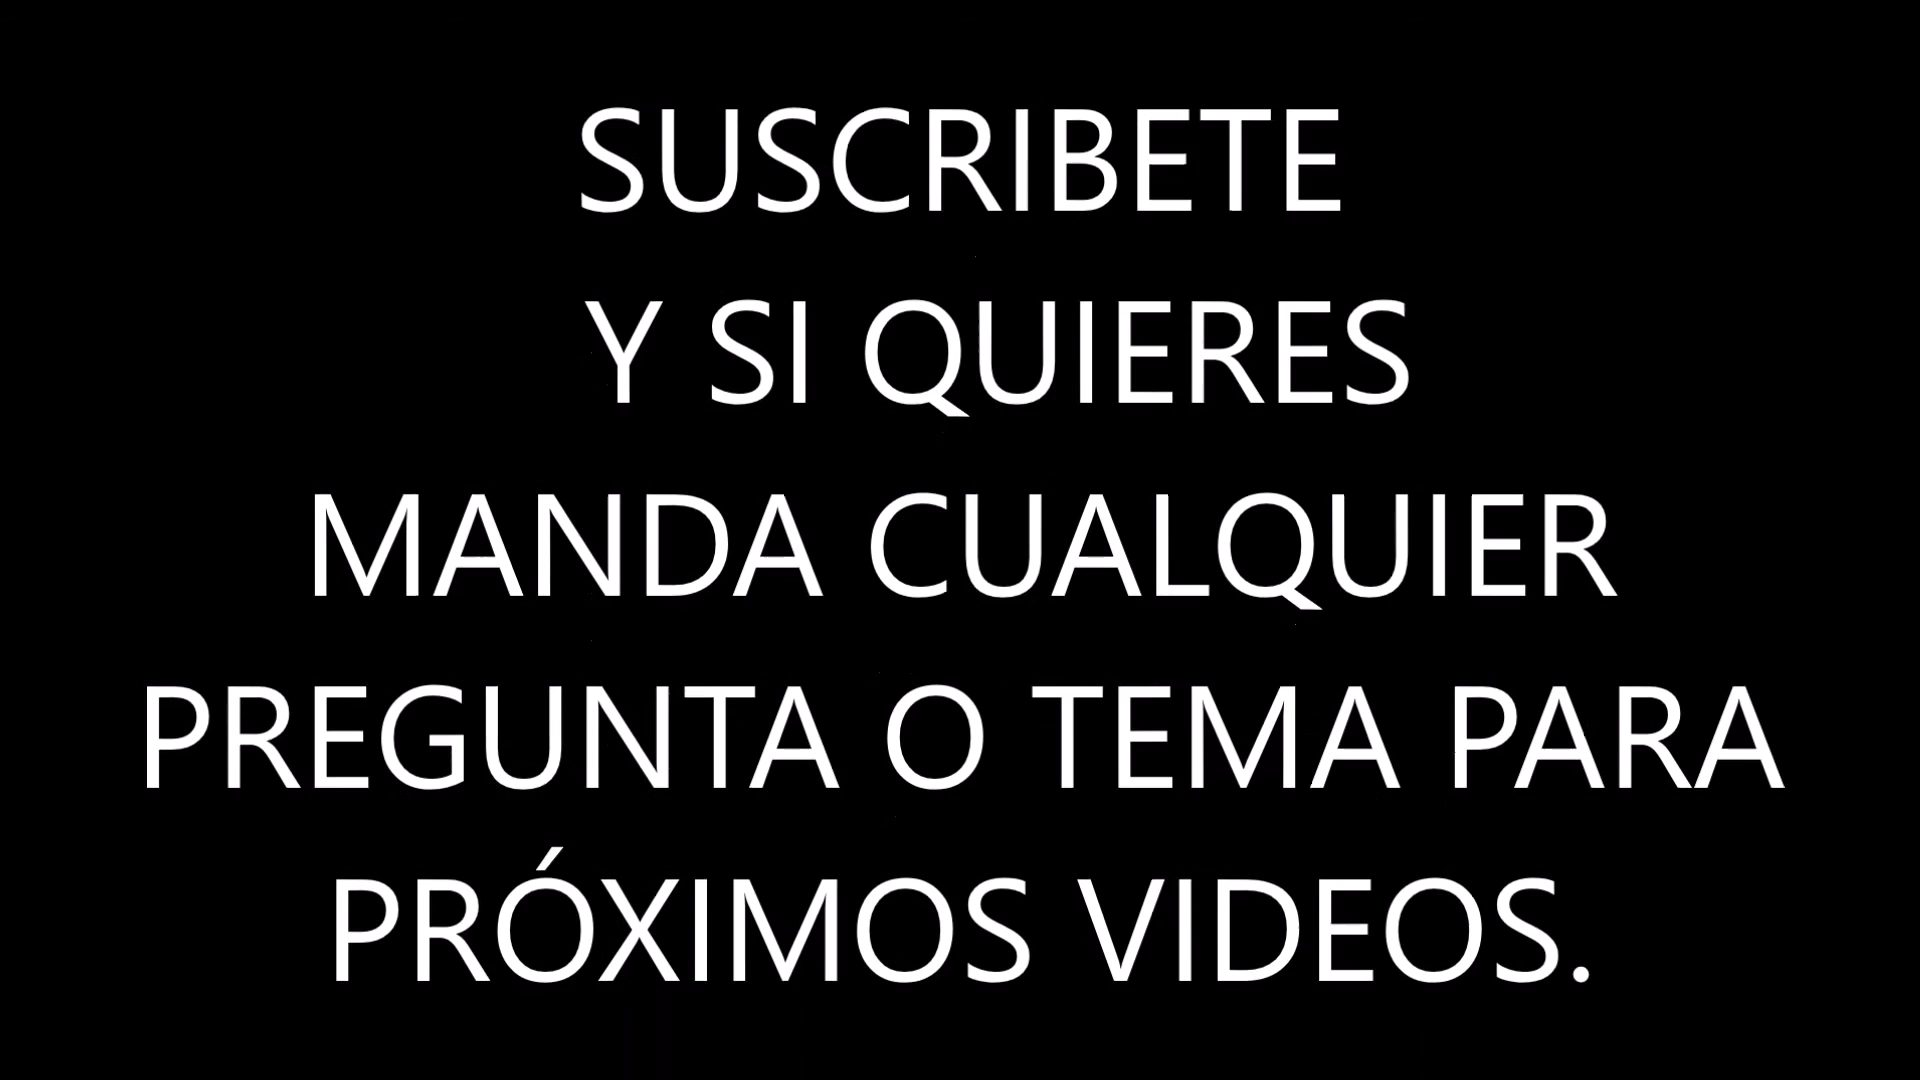 SUSCRIBETE
Y SI QUIERES
MANDA CUALQUIER
PREGUNTA O TEMA PARA
PRÓXIMOS VIDEOS.